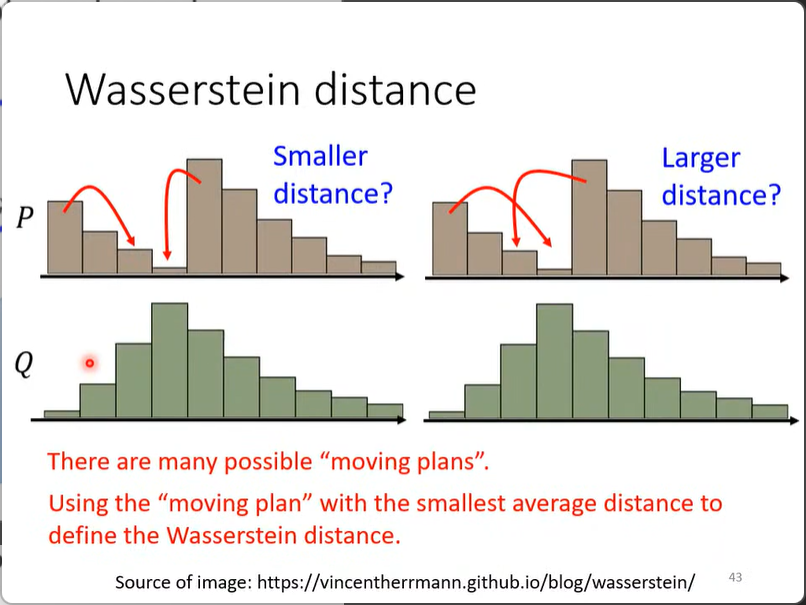 Wasserstein distance
Smaller
distance?
Larger
distance?
P
Q
There are many possible “moving plans”.
Using the “moving plan” with the smallest average distance to
define the Wasserstein distance.
Source of image: https://vincentherrmann.github.io/blog/wasserstein/
43